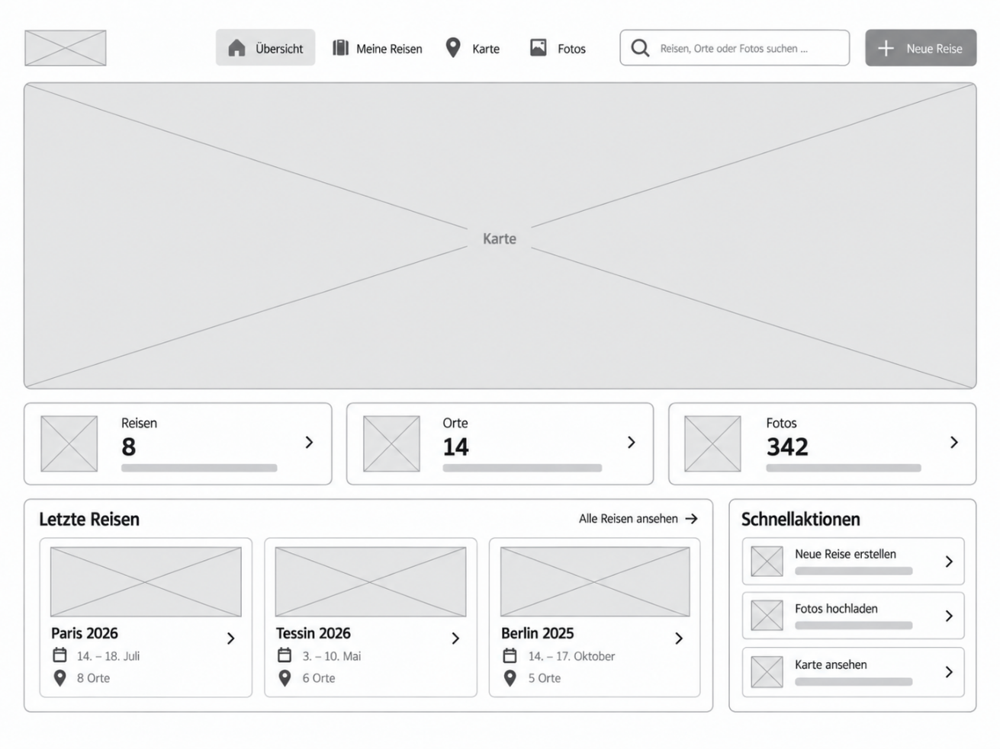 Übersicht
Meine Reisen
Karte
Fotos
Reisen, Orte oder Fotos suchen ...
Neue Reise
Karte
Reisen
8
Orte
14
Fotos
342
Letzte Reisen
Alle Reisen ansehen
Paris 2026
14. – 18. Juli
8 Orte
Tessin 2026
3. – 10. Mai
6 Orte
Berlin 2025
14. – 17. Oktober
5 Orte
Schnellaktionen
Neue Reise erstellen
Fotos hochladen
Karte ansehen